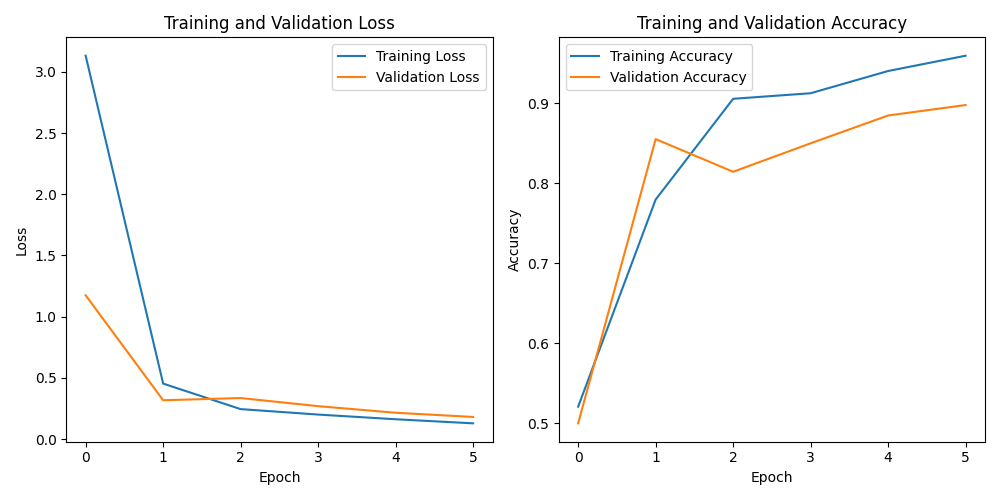 Training and Validation Loss
Training Loss
Validation Loss
3.0
2.5
2.0
1.5
1.0
0.5
0.0
Loss
0 1 2 3 4 5
Epoch
Training and Validation Accuracy
Training Accuracy
Validation Accuracy
0.9
0.8
0.7
0.6
0.5
Accuracy
0 1 2 3 4 5
Epoch